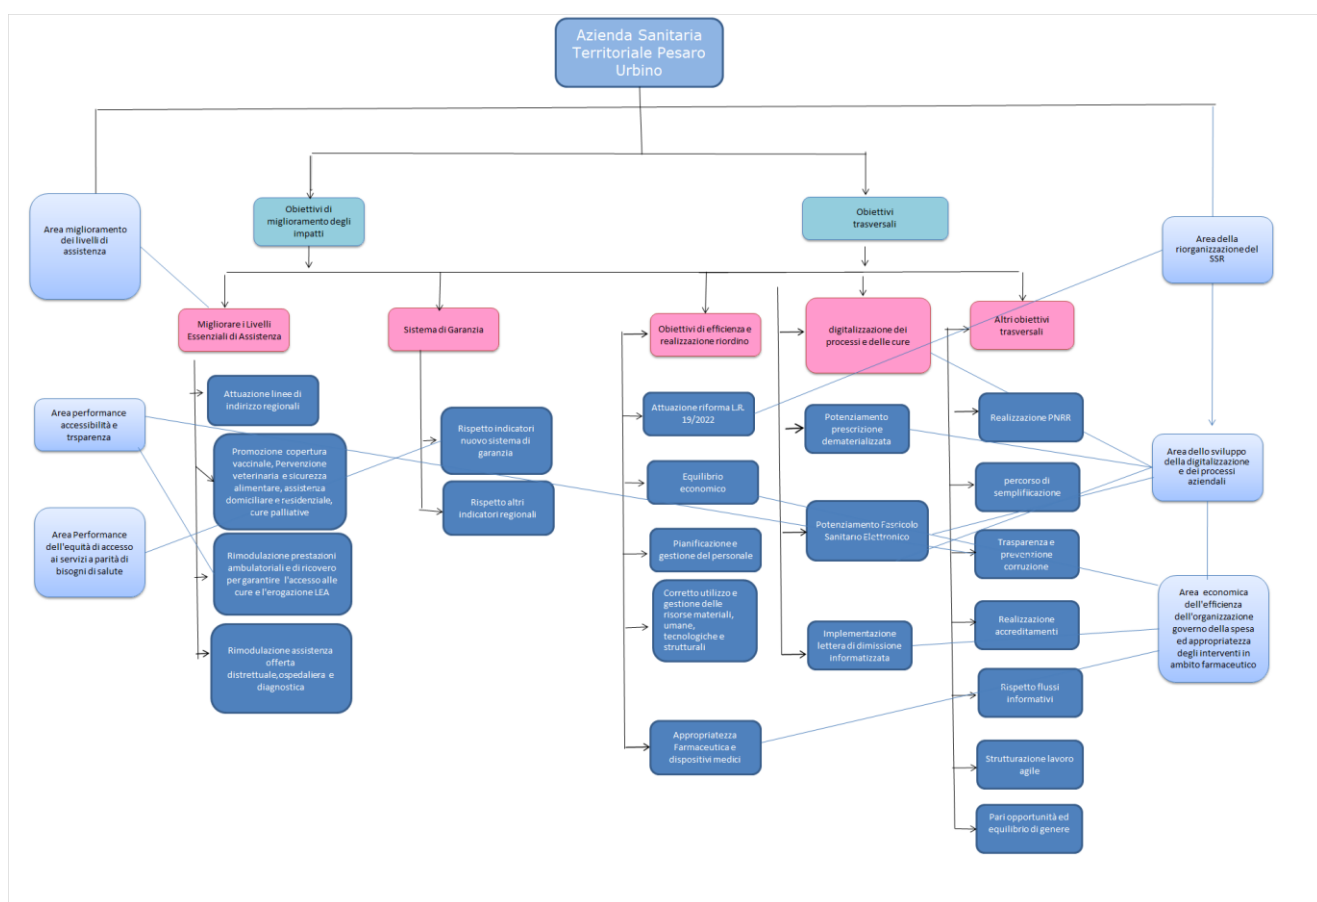 Azienda Sanitaria
Territoriale Pesaro
Urbino
Obiettivi di
miglioramento degli
impatti
Obiettivi
trasversali
Area miglioramento
dei livelli di
assistenza
Area della
riorganizzazione del
SSR
Migliorare i Livelli
Essenziali di Assistenza
Sistema di Garanzia
Obiettivi di efficienza e
realizzazione riordino
digitalizzazione dei
processi e delle cure
Altri obiettivi
trasversali
Attuazione linee di
indirizzo regionali
Promozione copertura
vaccinale, Pervenzione
veterinaria e sicurezza
alimentare, assistenza
domiciliare e residenziale,
cure palliative
Rimodulazione prestazioni
ambulatoriali e di ricovero
per garantire l'accesso alle
cure e l'erogazione LEA
Rimodulazione assistenza
offerta
distrettuale,ospedaliera e
diagnostica
Area performance
accessibilità e
trsparenza
Area Performance
dell'equità di accesso
ai servizi a parità di
bisogni di salute
Rispetto indicatori
nuovo sistema di
garanzia
Rispetto altri
indicatori regionali
Attuazione riforma L.R.
19/2022
Equilibrio
economico
Pianificazione e
gestione del personale
Corretto utilizzo e
gestione delle
risorse materiali,
umane,
tecnologiche e
strutturali
Appropriatezza
Farmaceutica e
dispositivi medici
Potenziamento
prescrizione
dematerializzata
Potenziamento Fasricolo
Sanitario Elettronico
Implementazione
lettera di dimissione
informatizzata
Realizzazione PNRR
percorso di
semplifiicazione
Trasparenza e
prevenzione
corruzione
Realizzazione
accreditamenti
Rispetto flussi
informativi
Strutturazione lavoro
agile
Pari opportunità ed
equilibrio di genere
Area dello sviluppo
della digitalizzazione
e dei processi
aziendali
Area economica
dell'efficienza
dell'organizzazione
governo della spesa
ed appropriatezza
degli interventi in
ambito farmaceutico